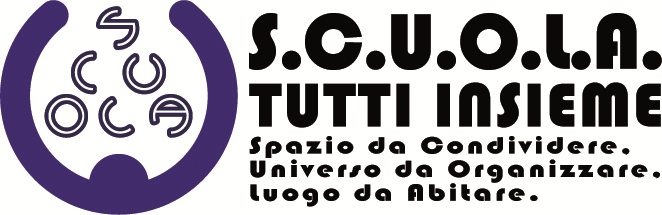 S
C U
O L A
S.C.U.O.L.A.
TUTTI INSIEME
Spazio da Condividere,
Universo da Organizzare,
Luogo da Abitare.